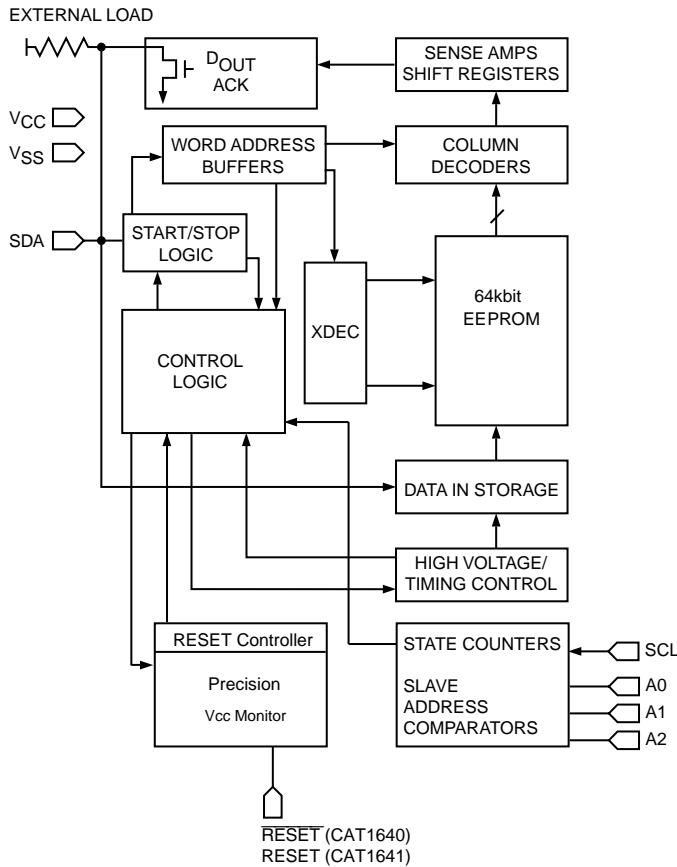 EXTERNAL LOAD
DOUT
ACK
SENSE AMPS
SHIFT REGISTERS
VCC
VSS
WORD ADDRESS
BUFFERS
COLUMN
DECODERS
SDA
START/STOP
LOGIC
XDEC
64kbit
EEPROM
CONTROL
LOGIC
DATA IN STORAGE
HIGH VOLTAGE/
TIMING CONTROL
RESET Controller
Precision
Vcc Monitor
STATE COUNTERS
SLAVE
ADDRESS
COMPARATORS
SCL
A0
A1
A2
RESET (CAT1640)
RESET (CAT1641)